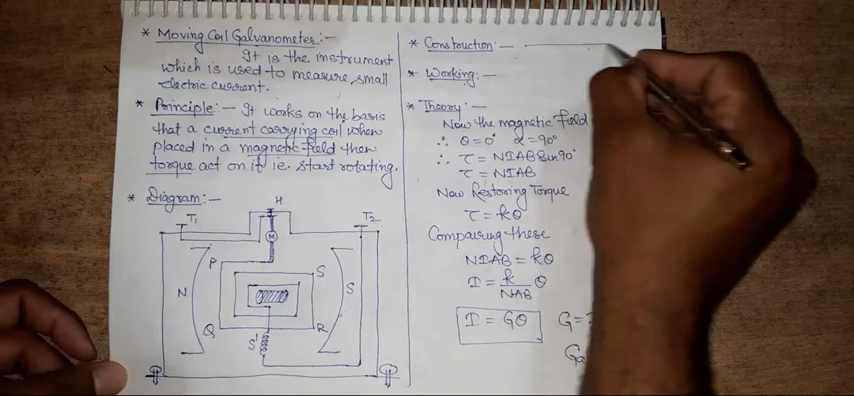 * Moving Coil Galvanometer:-
It is the instrument
which is used to measure small
electric current.
* Principle:- It works on the basis
that a current carrying coil when
placed in a magnetic field then
torque act on it i.e. start rotating.
* Diagram:-
H
T1
T2
M
P
S
N
S
Q
R
S'
* Construction:-
* Working:-
* Theory:-
Now the magnetic field
∴ θ = 0° α = 90°
∴ τ = NIAB Sin 90°
τ = NIAB
Now Restoring Torque
τ = kθ
Comparing these
NIAB = kθ
I = k/NAB θ
I = Gθ G =